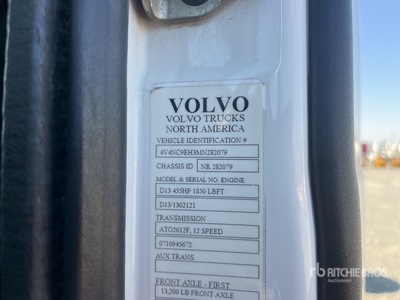 VOLVO
VOLVO TRUCKS
NORTH AMERICA
VEHICLE IDENTIFICATION #
4V4NC9EH3MN282079
CHASSIS ID NR 282079
MODEL & SERIAL NO. ENGINE
D13 455HP 1850 LBFT
D13/1302121
TRANSMISSION
ATO2612F, 12 SPEED
0710945672
AUX TRANS.
FRONT AXLE - FIRST
13,200 LB FRONT AXLE
rb RITCHIE BROS
Auctioneers